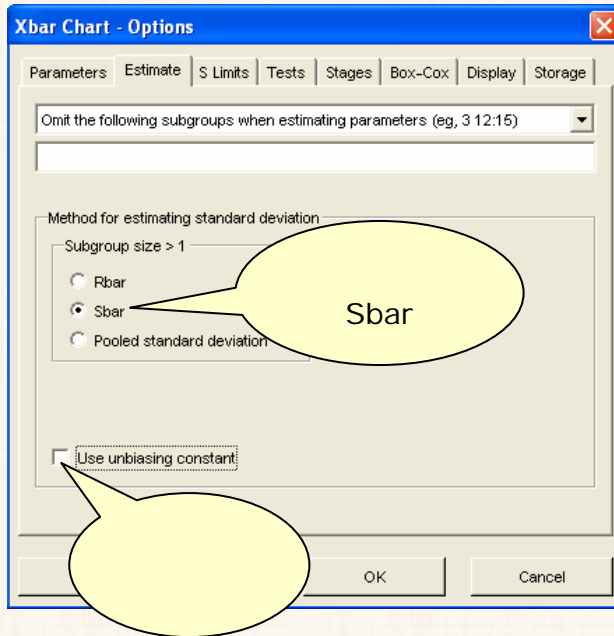 Xbar Chart - Options
Parameters Estimate S Limits Tests Stages Box-Cox Display Storage
Omit the following subgroups when estimating parameters (eg, 3 12:15)
Method for estimating standard deviation
Subgroup size > 1
Rbar
Sbar
Sbar
Pooled standard deviation
Use unbiasing constant
OK Cancel